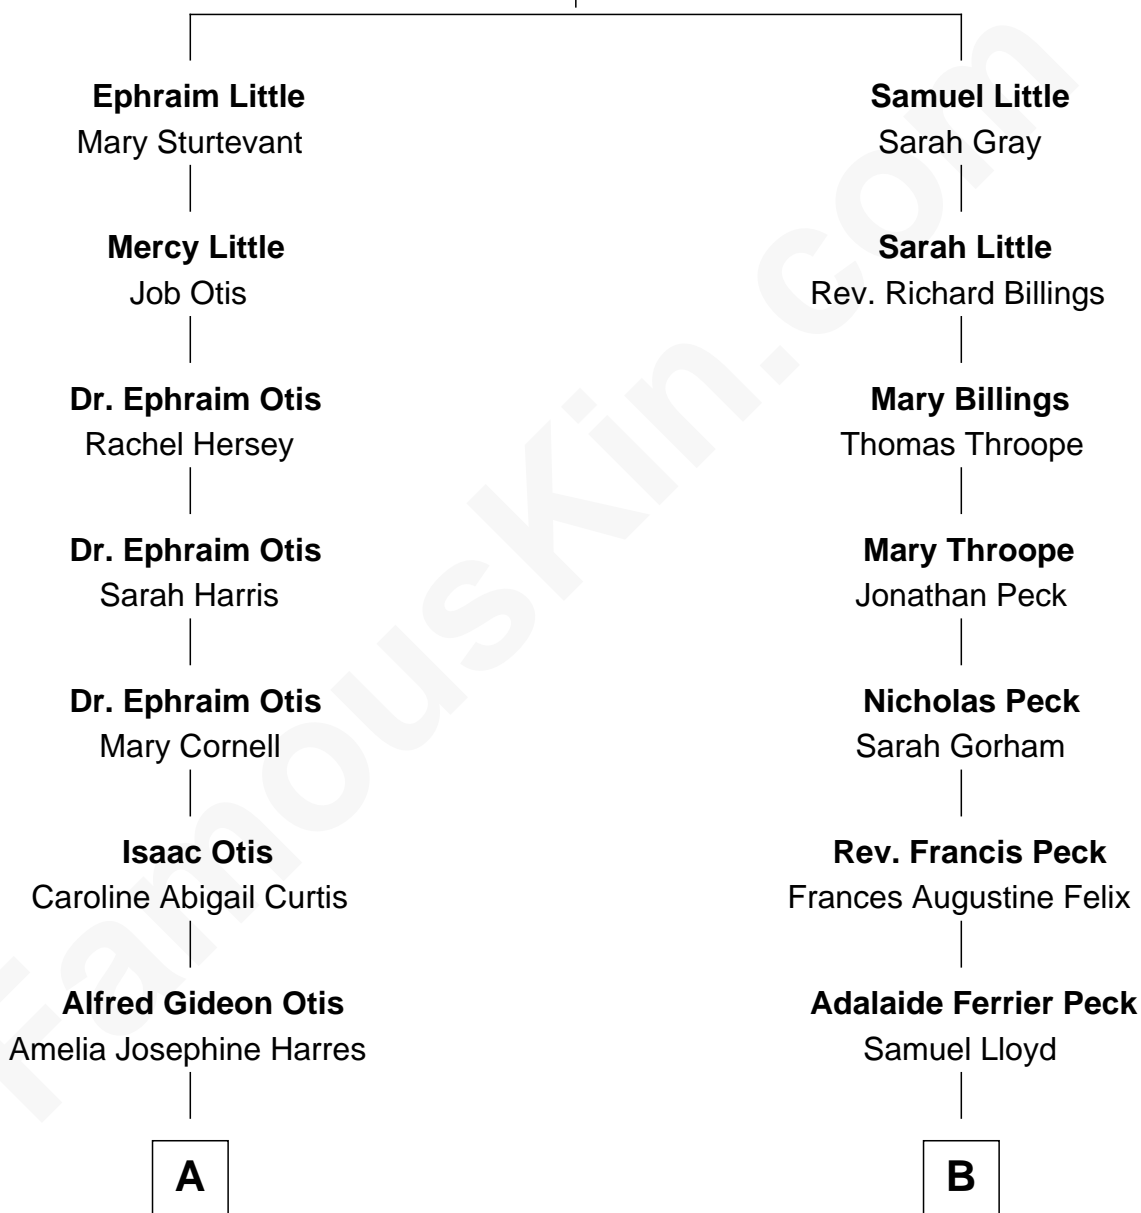 Ephraim Little
Mary Sturtevant
Mercy Little
Job Otis
Dr. Ephraim Otis
Rachel Hersey
Dr. Ephraim Otis
Sarah Harris
Dr. Ephraim Otis
Mary Cornell
Isaac Otis
Caroline Abigail Curtis
Alfred Gideon Otis
Amelia Josephine Harres
A
Samuel Little
Sarah Gray
Sarah Little
Rev. Richard Billings
Mary Billings
Thomas Throope
Mary Throope
Jonathan Peck
Nicholas Peck
Sarah Gorham
Rev. Francis Peck
Frances Augustine Felix
Adalaide Ferrier Peck
Samuel Lloyd
B
FamousKin.com